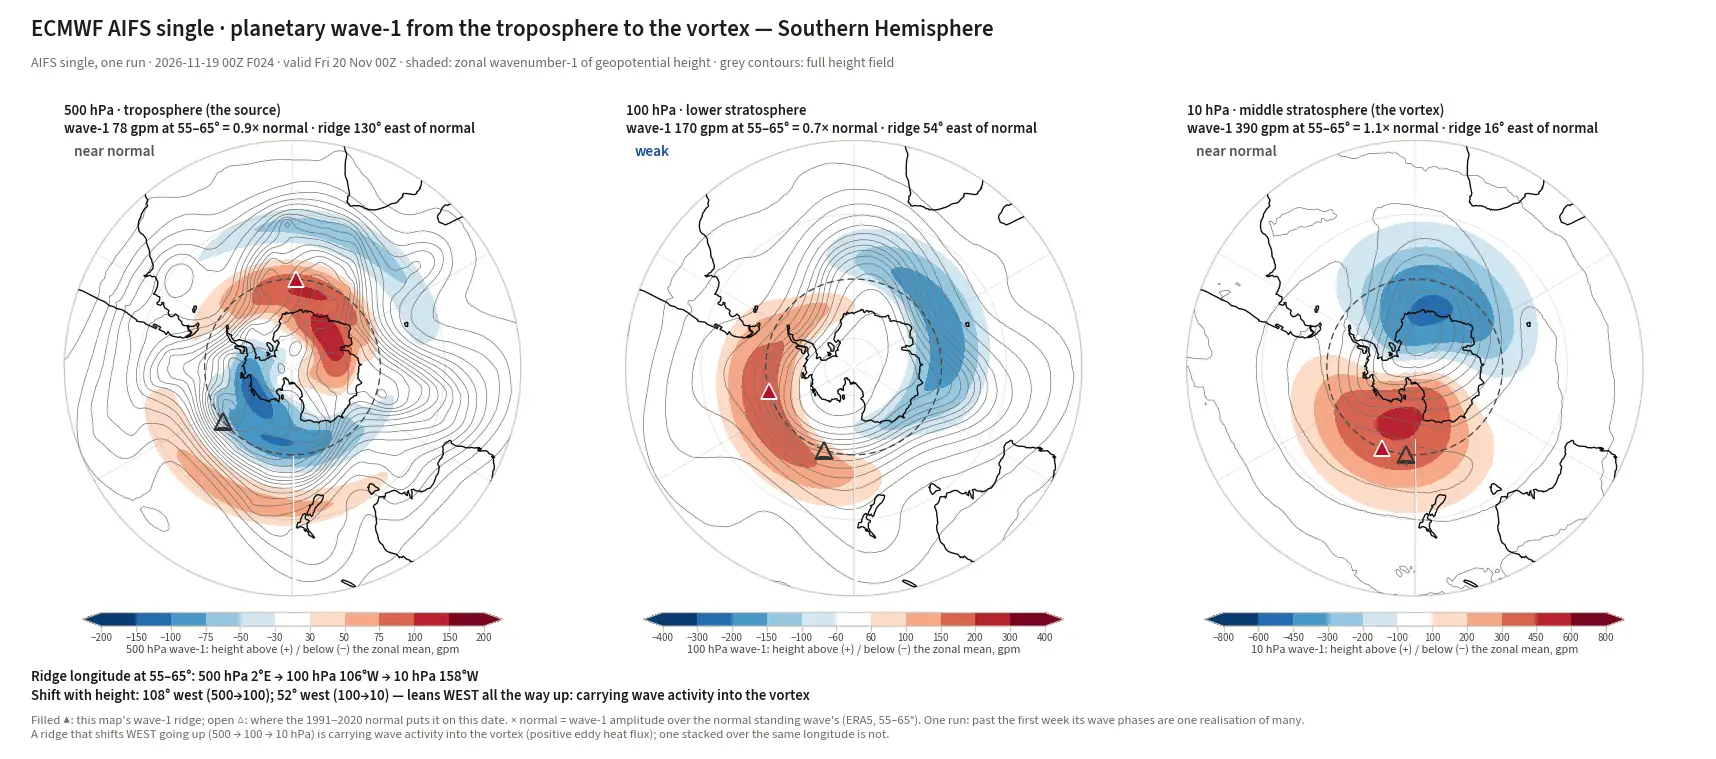 ECMWF AIFS single · planetary wave-1 from the troposphere to the vortex — Southern Hemisphere
AIFS single, one run · 2026-11-19 00Z F024 · valid Fri 20 Nov 00Z · shaded: zonal wavenumber-1 of geopotential height · grey contours: full height field
500 hPa · troposphere (the source)
wave-1 78 gpm at 55–65° = 0.9× normal · ridge 130° east of normal
near normal
100 hPa · lower stratosphere
wave-1 170 gpm at 55–65° = 0.7× normal · ridge 54° east of normal
weak
10 hPa · middle stratosphere (the vortex)
wave-1 390 gpm at 55–65° = 1.1× normal · ridge 16° east of normal
near normal
−200 −150 −100 −75 −50 −30 30 50 75 100 150 200
500 hPa wave-1: height above (+) / below (−) the zonal mean, gpm
−400 −300 −200 −150 −100 −60 60 100 150 200 300 400
100 hPa wave-1: height above (+) / below (−) the zonal mean, gpm
−800 −600 −450 −300 −200 −100 100 200 300 450 600 800
10 hPa wave-1: height above (+) / below (−) the zonal mean, gpm
Ridge longitude at 55–65°: 500 hPa 2°E → 100 hPa 106°W → 10 hPa 158°W
Shift with height: 108° west (500→100); 52° west (100→10) — leans WEST all the way up: carrying wave activity into the vortex
Filled ▲: this map's wave-1 ridge; open △: where the 1991–2020 normal puts it on this date. × normal = wave-1 amplitude over the normal standing wave's (ERA5, 55–65°). One run: past the first week its wave phases are one realisation of many.
A ridge that shifts WEST going up (500 → 100 → 10 hPa) is carrying wave activity into the vortex (positive eddy heat flux); one stacked over the same longitude is not.